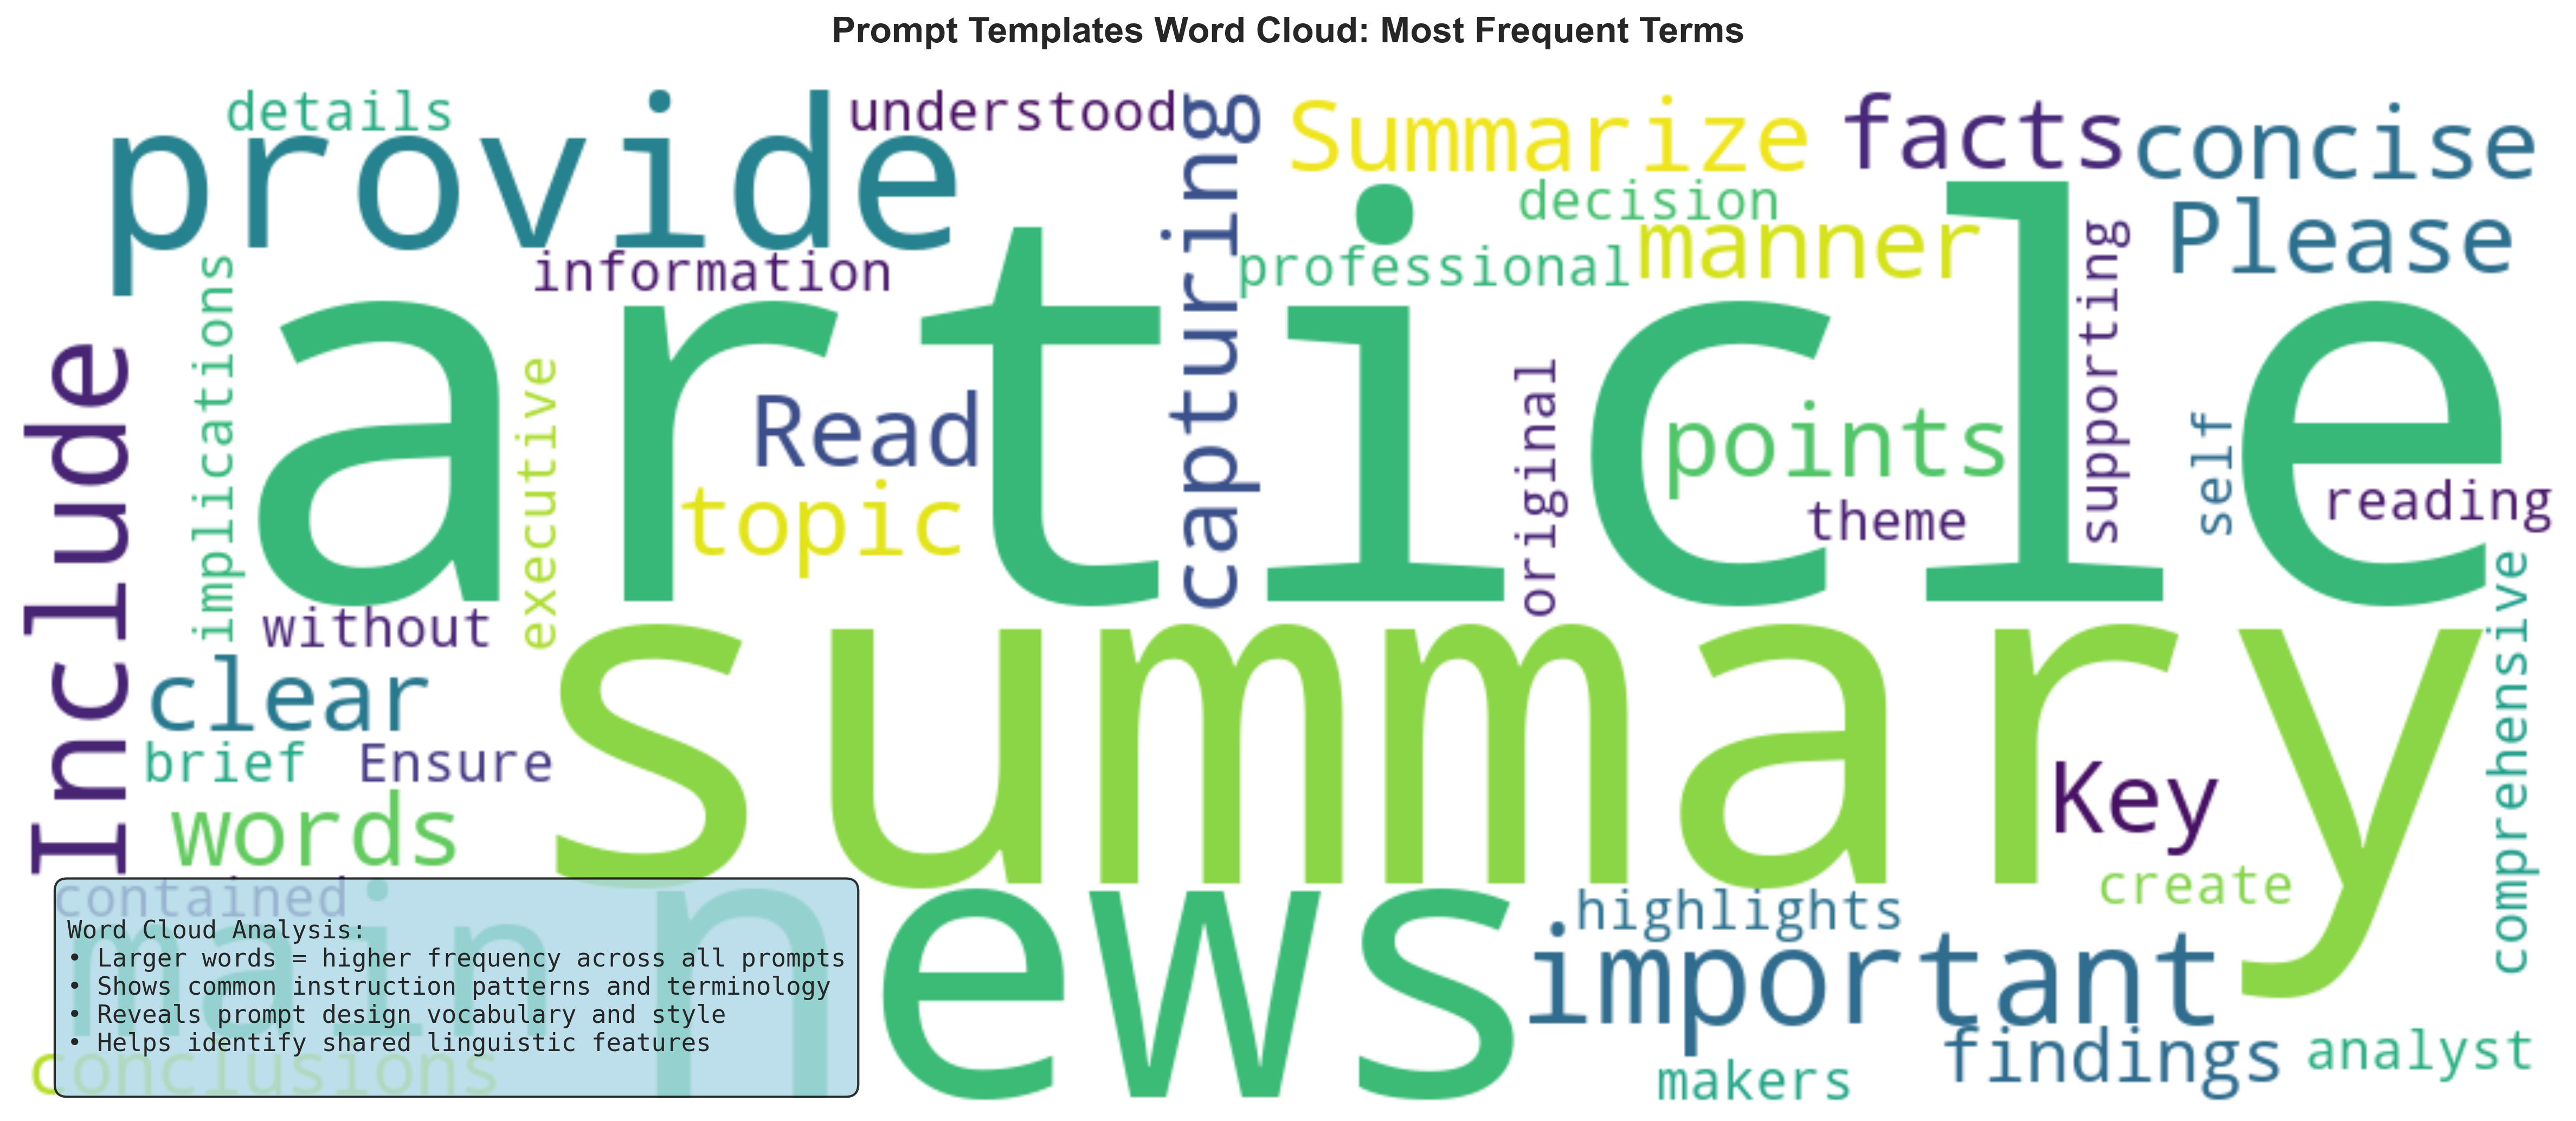 Prompt Templates Word Cloud: Most Frequent Terms
details
provide
understood
capturing
Summarize
facts
concise
decision
manner
Please
information
professional
supporting
implications
article
Include
executive
Read
original
points
self
topic
theme
reading
without
summary
comprehensive
clear
brief
Ensure
Key
words
contained
main
news
create
highlights
important
conclusions
findings
analyst
makers
Word Cloud Analysis:
• Larger words = higher frequency across all prompts
• Shows common instruction patterns and terminology
• Reveals prompt design vocabulary and style
• Helps identify shared linguistic features